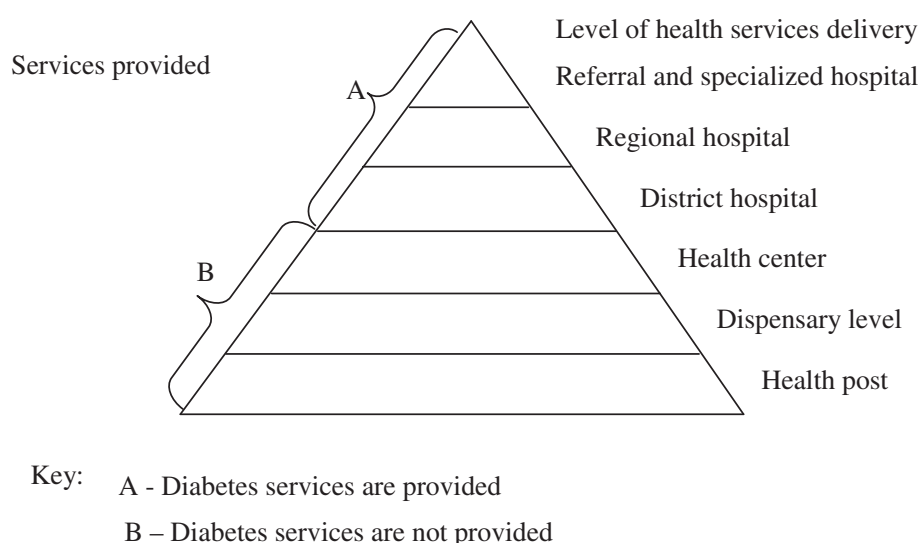 Level of health services delivery
Services provided
Referral and specialized hospital
A
Regional hospital
District hospital
Health center
B
Dispensary level
Health post
Key:
A - Diabetes services are provided
B – Diabetes services are not provided